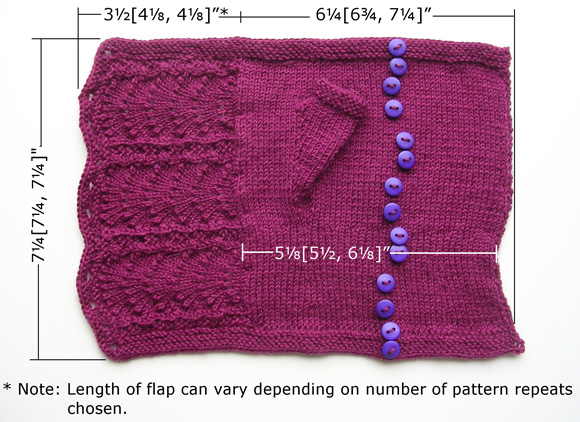 3½[4⅛, 4⅛]”* 6¼[6¾, 7¼]”
7¼[7¼, 7¼]"
5⅛[5½, 6⅛]”
* Note: Length of flap can vary depending on number of pattern repeats
chosen.